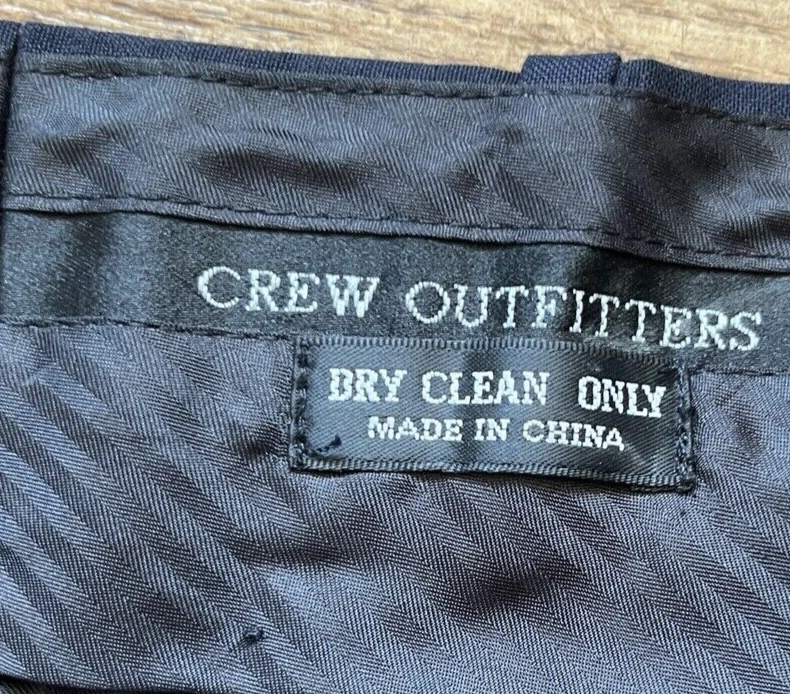 CREW OUTFITTERS
DRY CLEAN ONLY
MADE IN CHINA